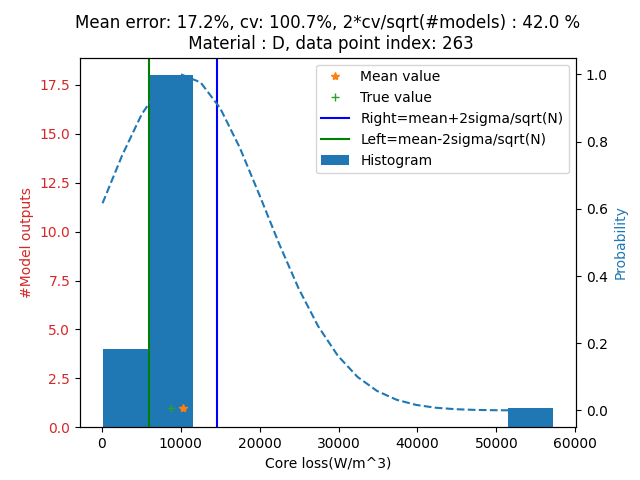 Mean error: 17.2%, cv: 100.7%, 2*cv/sqrt(#models) : 42.0 %
Material : D, data point index: 263
Mean value
True value
Right=mean+2sigma/sqrt(N)
Left=mean-2sigma/sqrt(N)
Histogram
17.5
15.0
12.5
10.0
7.5
5.0
2.5
0.0
#Model outputs
1.0
0.8
0.6
0.4
0.2
0.0
Probability
0 10000 20000 30000 40000 50000 60000
Core loss(W/m^3)